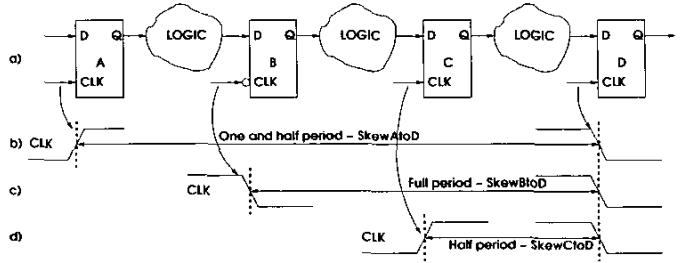 D Q LOGIC D Q LOGIC D Q LOGIC D Q
a) A B C D
CLK CLK CLK CLK
b) CLK One and half period - SkewAtoD
c) CLK Full period - SkewBtoD
d) CLK Half period - SkewCtoD